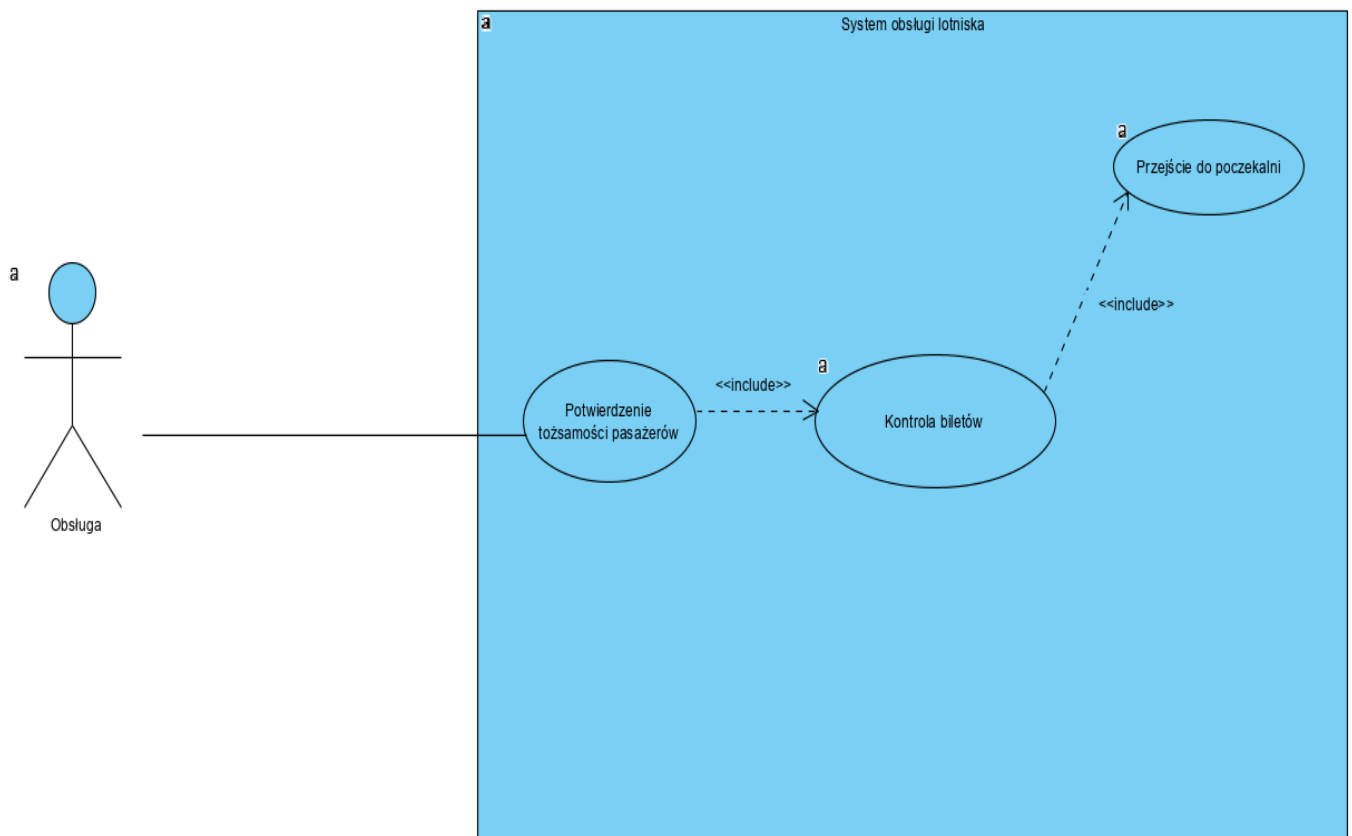 a
System obsługi lotniska
a
Przejście do poczekalni
a
<<include>>
<<include>>
a
Potwierdzenie
tożsamości pasażerów
Kontrola biletów
Obsługa